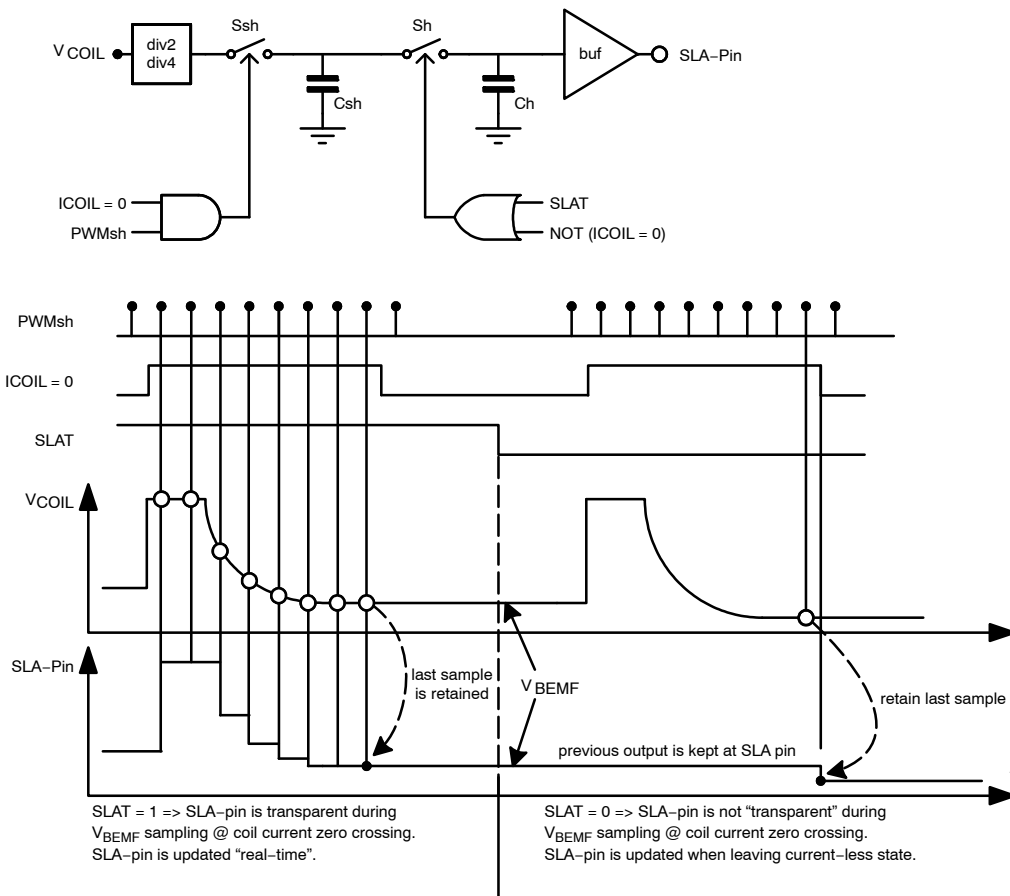 Ssh
Sh
V COIL
div2
div4
buf
SLA–Pin
Csh
Ch
ICOIL = 0
PWMsh
SLAT
NOT (ICOIL = 0)
PWMsh
ICOIL = 0
SLAT
VCOIL
SLA–Pin
last sample
is retained
VBEMF
retain last sample
previous output is kept at SLA pin
SLAT = 1 => SLA–pin is transparent during
VBEMF sampling @ coil current zero crossing.
SLA–pin is updated “real–time”.
SLAT = 0 => SLA–pin is not “transparent” during
VBEMF sampling @ coil current zero crossing.
SLA–pin is updated when leaving current–less state.